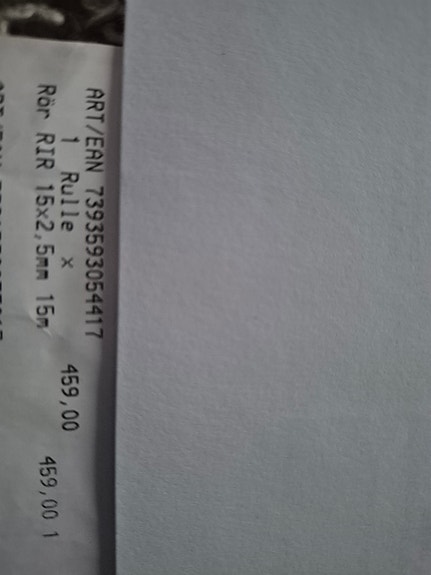 ART/EAN 7393593054417
1 Rulle x 459,00
Rör RIR 15x2,5mm 15m 459,00 1